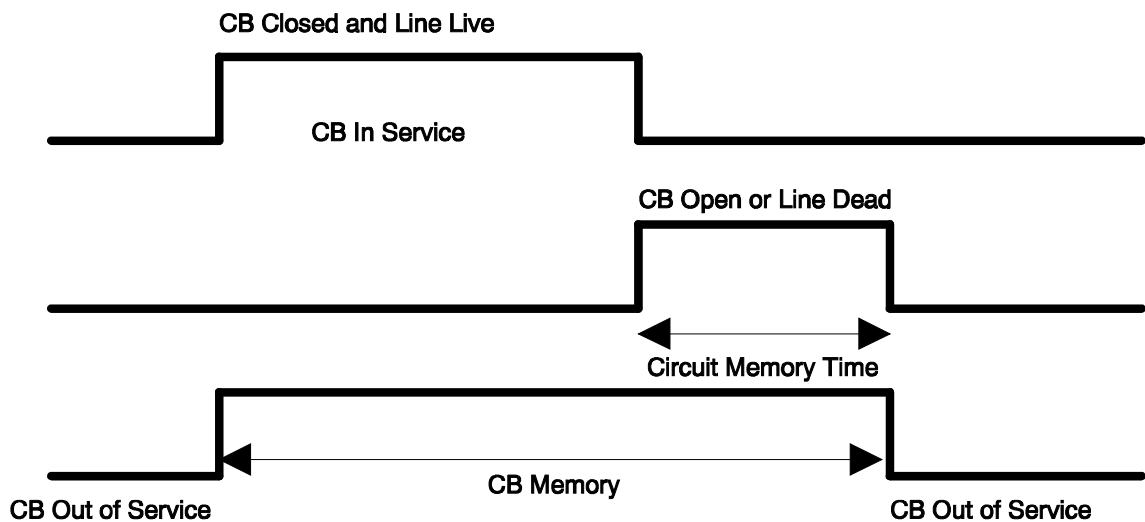 CB Closed and Line Live
CB In Service
CB Open or Line Dead
Circuit Memory Time
CB Memory
CB Out of Service
CB Out of Service